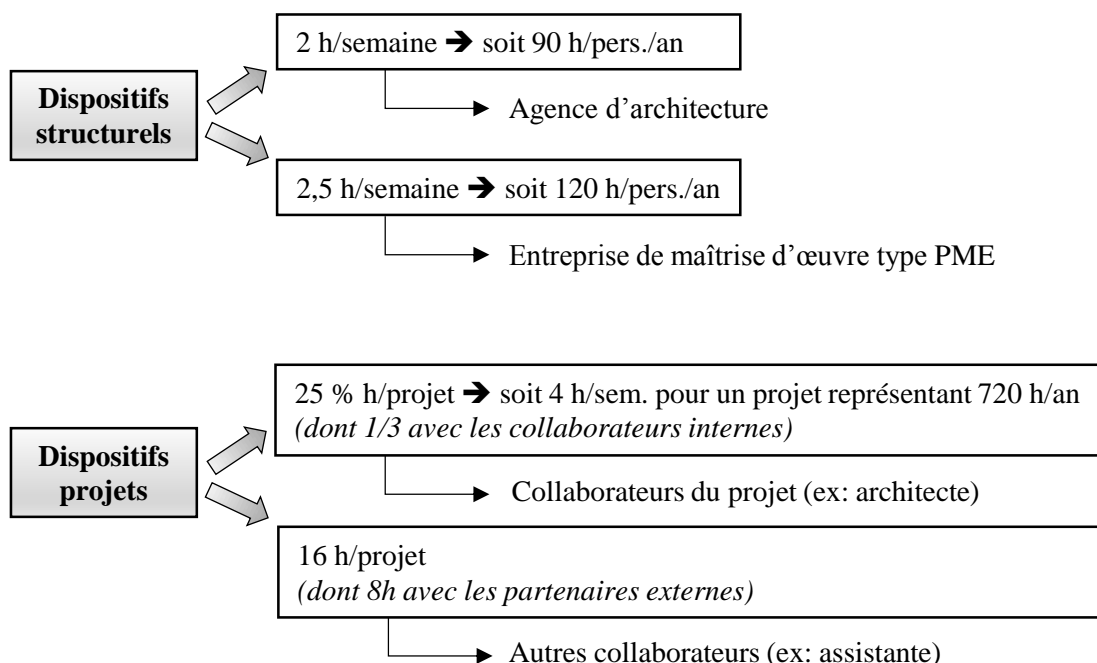 2 h/semaine ➔ soit 90 h/pers./an
Dispositifs
structurels
Agence d’architecture
2,5 h/semaine ➔ soit 120 h/pers./an
Entreprise de maîtrise d’œuvre type PME
25 % h/projet ➔ soit 4 h/sem. pour un projet représentant 720 h/an
(dont 1/3 avec les collaborateurs internes)
Dispositifs
projets
Collaborateurs du projet (ex: architecte)
16 h/projet
(dont 8h avec les partenaires externes)
Autres collaborateurs (ex: assistante)